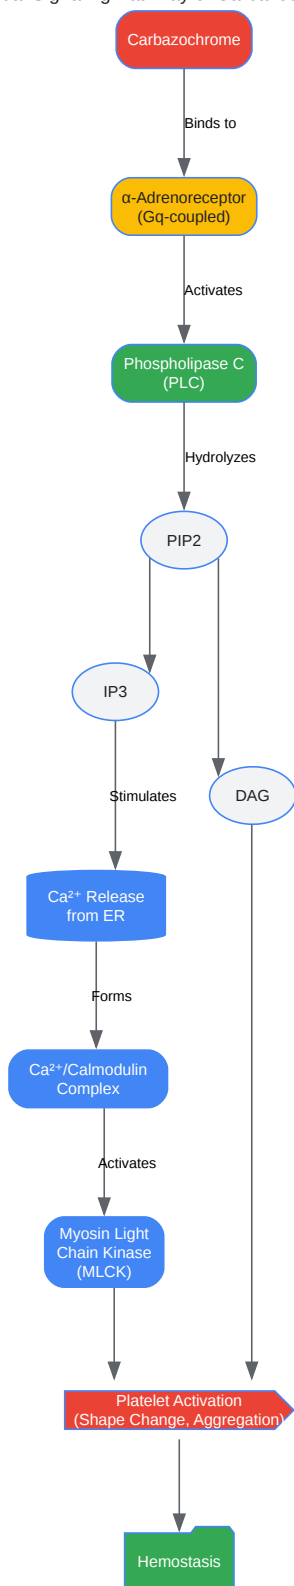 Carbazochrome
Binds to
α-Adrenoreceptor
(Gq-coupled)
Activates
Phospholipase C
(PLC)
Hydrolyzes
PIP2
IP3
Stimulates
DAG
Ca²⁺ Release
from ER
Forms
Ca²⁺/Calmodulin
Complex
Activates
Myosin Light
Chain Kinase
(MLCK)
Platelet Activation
(Shape Change, Aggregation)
Hemostasis